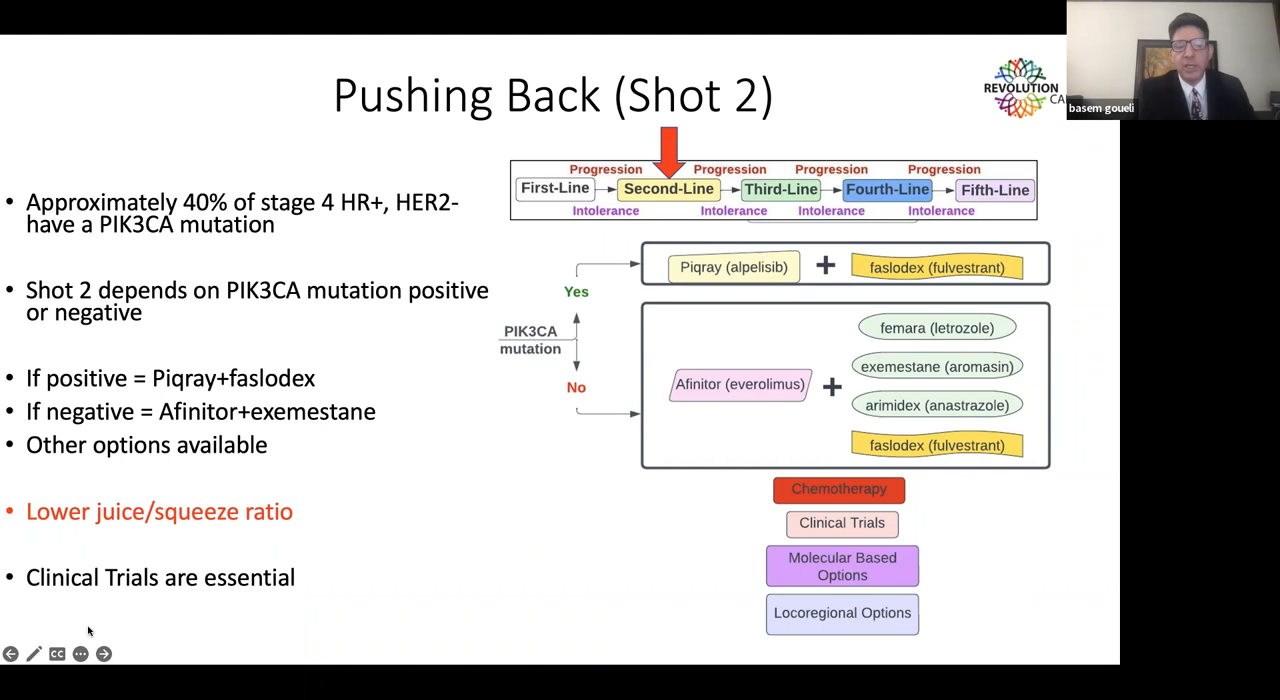 Pushing Back (Shot 2)
REVOLUTION
CA
basem goueli
• Approximately 40% of stage 4 HR+, HER2-
have a PIK3CA mutation
• Shot 2 depends on PIK3CA mutation positive
or negative
• If positive = Piqray+faslodex
• If negative = Afinitor+exemestane
• Other options available
• Lower juice/squeeze ratio
• Clinical Trials are essential
Progression Progression Progression Progression
First-Line Second-Line Third-Line Fourth-Line Fifth-Line
Intolerance Intolerance Intolerance Intolerance
Piqray (alpelisib) + faslodex (fulvestrant)
Yes
PIK3CA
mutation
No
Afinitor (everolimus) +
femara (letrozole)
exemestane (aromasin)
arimidex (anastrazole)
faslodex (fulvestrant)
Chemotherapy
Clinical Trials
Molecular Based
Options
Locoregional Options
CC